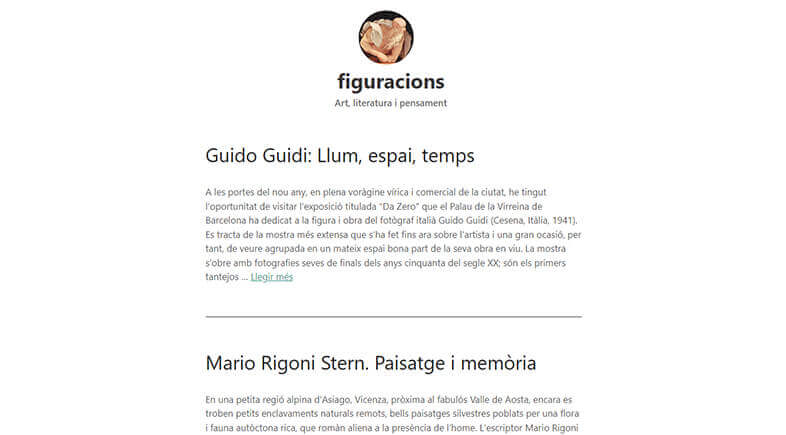 figuracions
Art, literatura i pensament
Guido Guidi: Llum, espai, temps
A les portes del nou any, en plena voràgine vírica i comercial de la ciutat, he tingut
l'oportunitat de visitar l'exposició titulada "Da Zero" que el Palau de la Virreina de
Barcelona ha dedicat a la figura i obra del fotògraf italià Guido Guidi (Cesena, Itàlia, 1941).
Es tracta de la mostra més extensa que s'ha fet fins ara sobre l'artista i una gran ocasió, per
tant, de veure agrupada en un mateix espai bona part de la seva obra en viu. La mostra
s'obre amb fotografies seves de finals dels anys cinquanta del segle XX; són els primers
tantejos ... Llegir més
Mario Rigoni Stern. Paisatge i memòria
En una petita regió alpina d'Asiago, Vicenza, pròxima al fabulós Valle de Aosta, encara es
troben petits enclavaments naturals remots, bells paisatges silvestres poblats per una flora
i fauna autòctona rica, que romàn aliena a la presència de l'home. L'escriptor Mario Rigoni